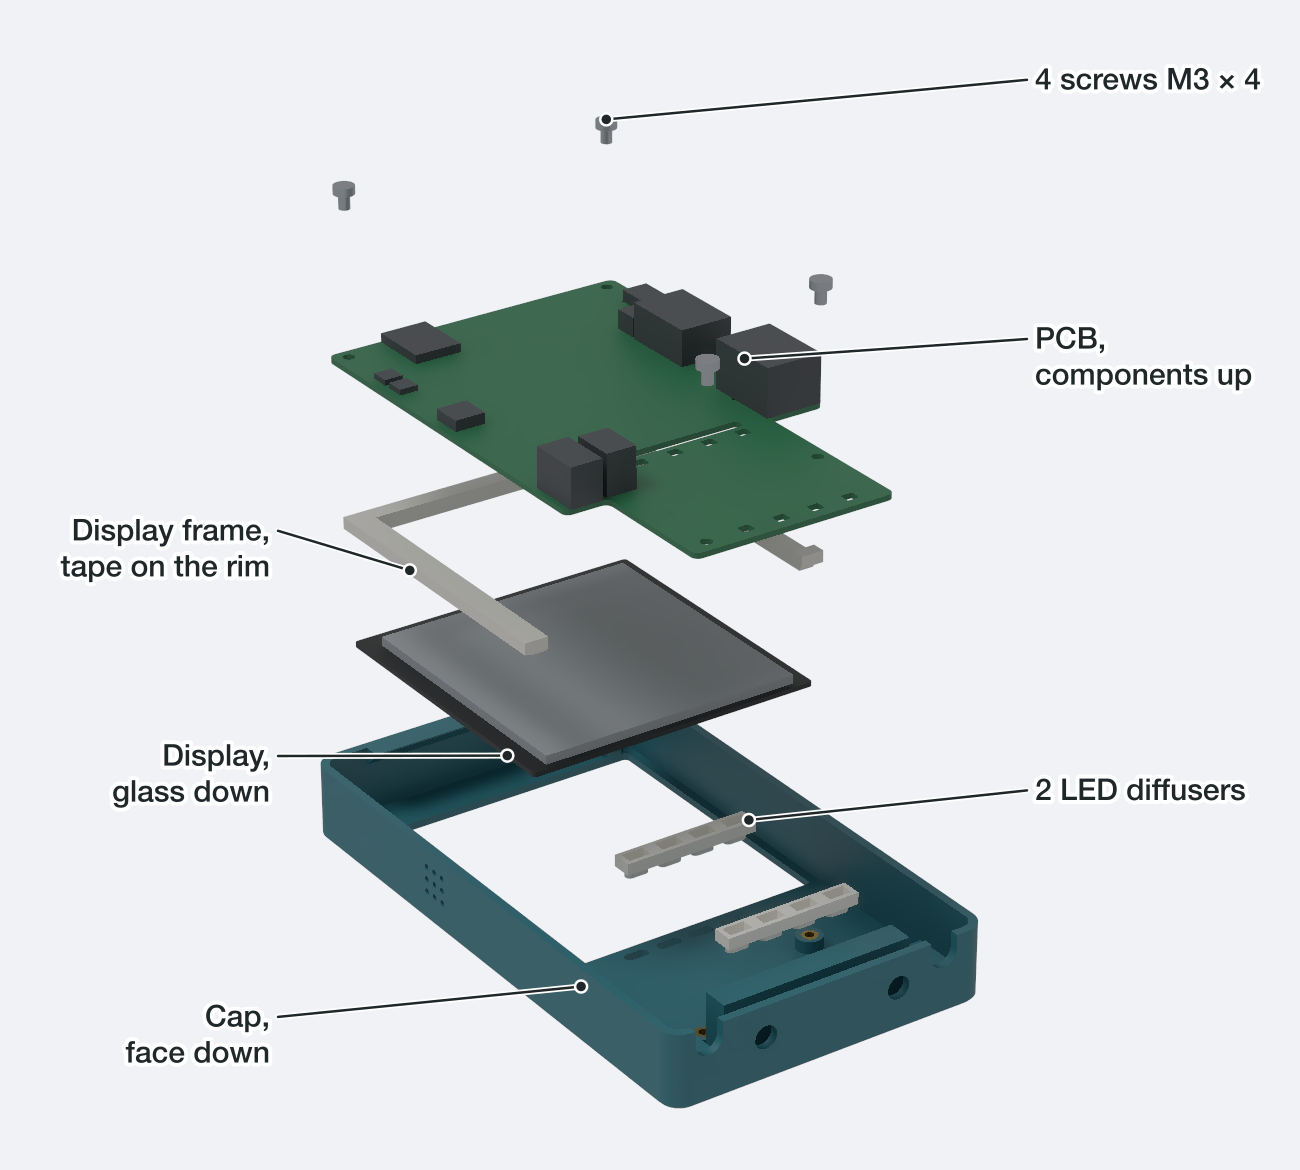 4 screws M3 × 4
PCB,
components up
Display frame,
tape on the rim
Display,
glass down
2 LED diffusers
Cap,
face down